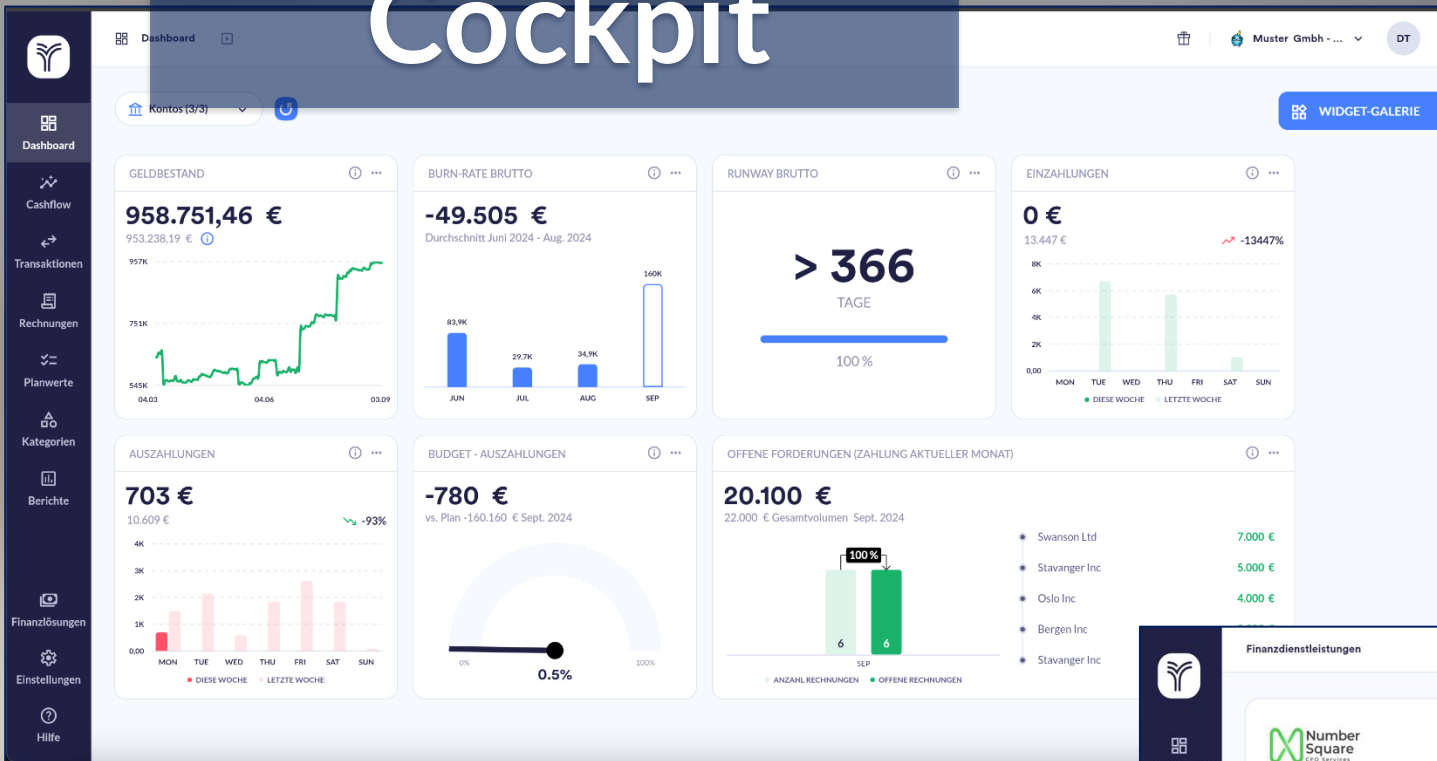 Cockpit
Dashboard
Muster Gmbh - ...
DT
Kontos (3/3)
WIDGET-GALERIE
Dashboard
Cashflow
Transaktionen
Rechnungen
Planwerte
Kategorien
Berichte
Finanzlösungen
Einstellungen
Hilfe
GELDBESTAND
958.751,46 €
953.238,19 €
957K
751K
545K
04.03 04.06 03.09
BURN-RATE BRUTTO
-49.505 €
Durchschnitt Juni 2024 - Aug. 2024
83,9K 29,7K 34,9K 160K
JUN JUL AUG SEP
RUNWAY BRUTTO
> 366
TAGE
100 %
EINZAHLUNGEN
0 €
13.447 € -13447%
8K
6K
4K
2K
0,00
MON TUE WED THU FRI SAT SUN
DIESE WOCHE LETZTE WOCHE
AUSZAHLUNGEN
703 €
10.609 € -93%
4K
3K
2K
1K
0,00
MON TUE WED THU FRI SAT SUN
DIESE WOCHE LETZTE WOCHE
BUDGET - AUSZAHLUNGEN
-780 €
vs. Plan -160.160 € Sept. 2024
0% 100%
0.5%
OFFENE FORDERUNGEN (ZAHLUNG AKTUELLER MONAT)
20.100 €
22.000 € Gesamtvolumen Sept. 2024
100 %
6 6
SEP
ANZAHL RECHNUNGEN OFFENE RECHNUNGEN
Swanson Ltd 7.000 €
Stavanger Inc 5.000 €
Oslo Inc 4.000 €
Bergen Inc
Stavanger Inc
Finanzdienstleistungen
Number
Square
CFO Services